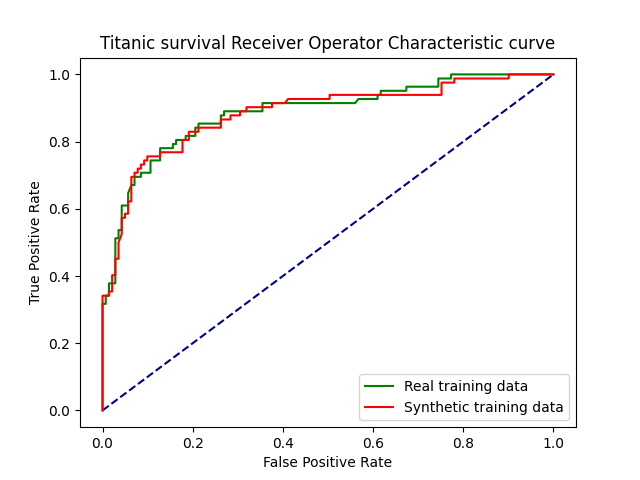 Titanic survival Receiver Operator Characteristic curve
True Positive Rate
1.0
0.8
0.6
0.4
0.2
0.0
Real training data
Synthetic training data
0.0 0.2 0.4 0.6 0.8 1.0
False Positive Rate